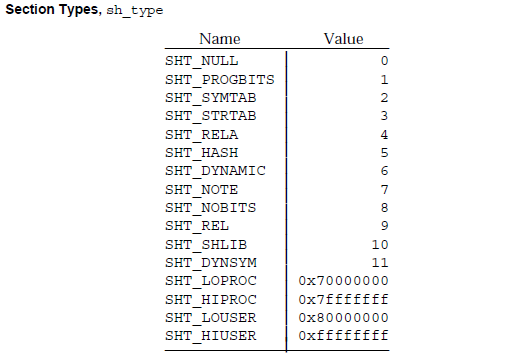 Section Types, sh_type
Name Value
SHT_NULL 0
SHT_PROGBITS 1
SHT_SYMTAB 2
SHT_STRTAB 3
SHT_RELA 4
SHT_HASH 5
SHT_DYNAMIC 6
SHT_NOTE 7
SHT_NOBITS 8
SHT_REL 9
SHT_SHLIB 10
SHT_DYNSYM 11
SHT_LOPROC 0x70000000
SHT_HIPROC 0x7fffffff
SHT_LOUSER 0x80000000
SHT_HIUSER 0xffffffff